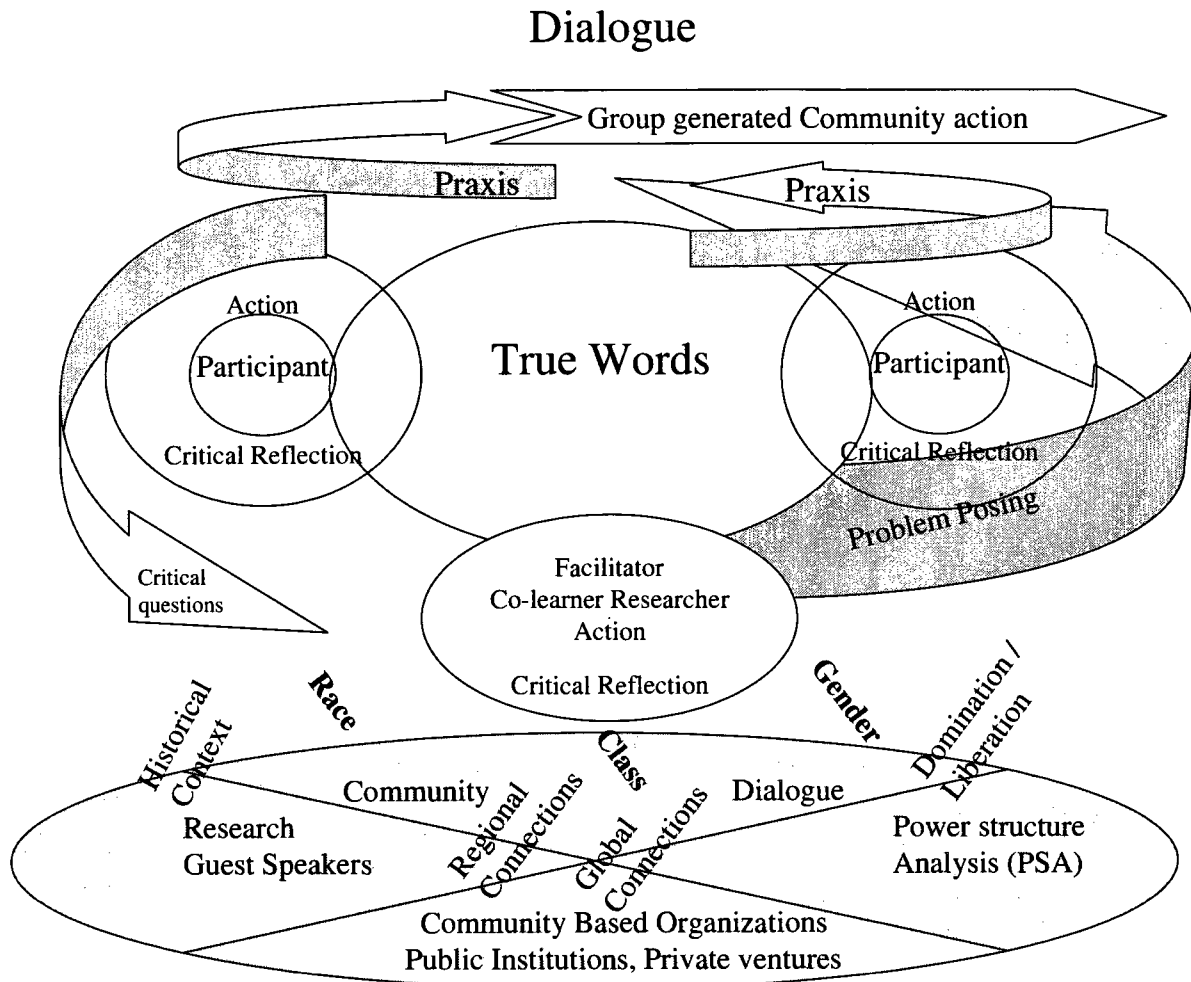 Dialogue
Group generated Community action
Praxis
Praxis
Action
Participant
Critical Reflection
True Words
Action
Participant
Critical Reflection
Problem Posing
Critical
questions
Facilitator
Co-learner Researcher
Action
Critical Reflection
Historical
Context
Race
Class
Gender
Domination /
Liberation
Community
Dialogue
Regional
Connections
Global
Connections
Research
Guest Speakers
Power structure
Analysis (PSA)
Community Based Organizations
Public Institutions, Private ventures